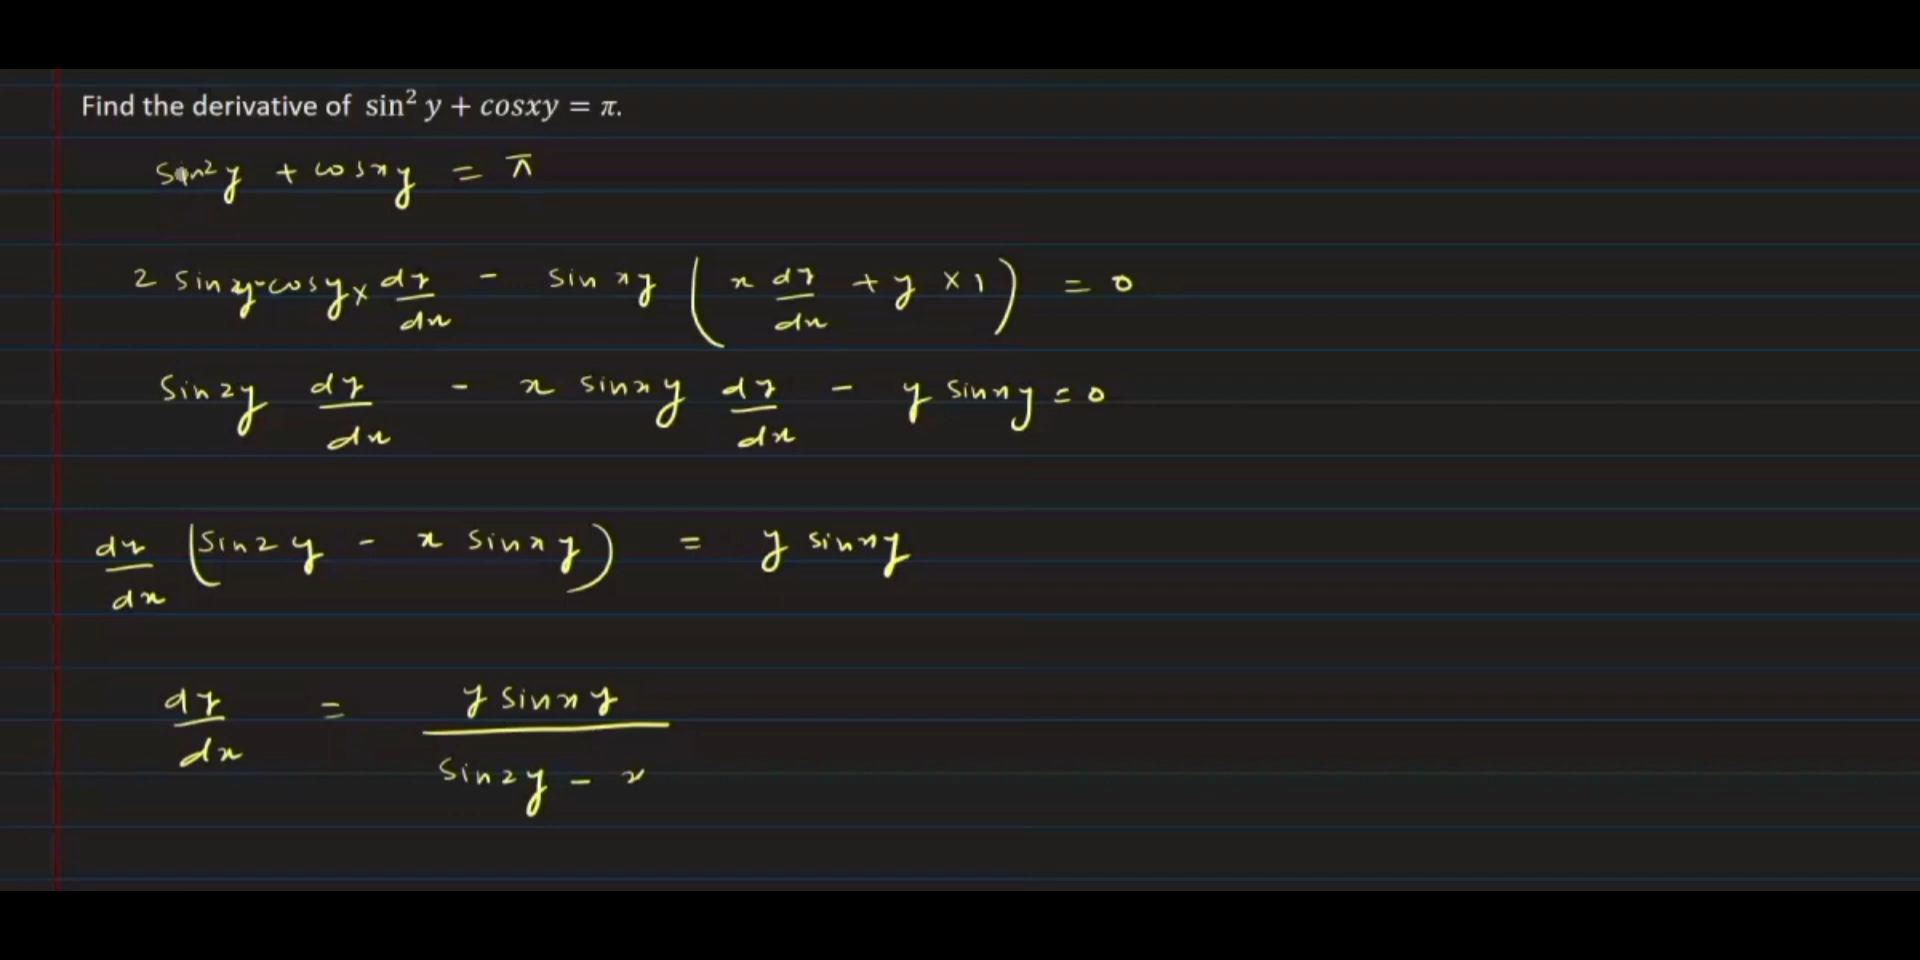 Find the derivative of sin² y + cosxy = π.
sin²y + cosxy = π
2 siny·cosy × dy/dx - sin xy ( x dy/dx + y × 1 ) = 0
sin2y dy/dx - x sinxy dy/dx - y sinxy = 0
dy/dx (sin2y - x sinxy) = y sinxy
dy/dx = y sinxy / sin2y - x